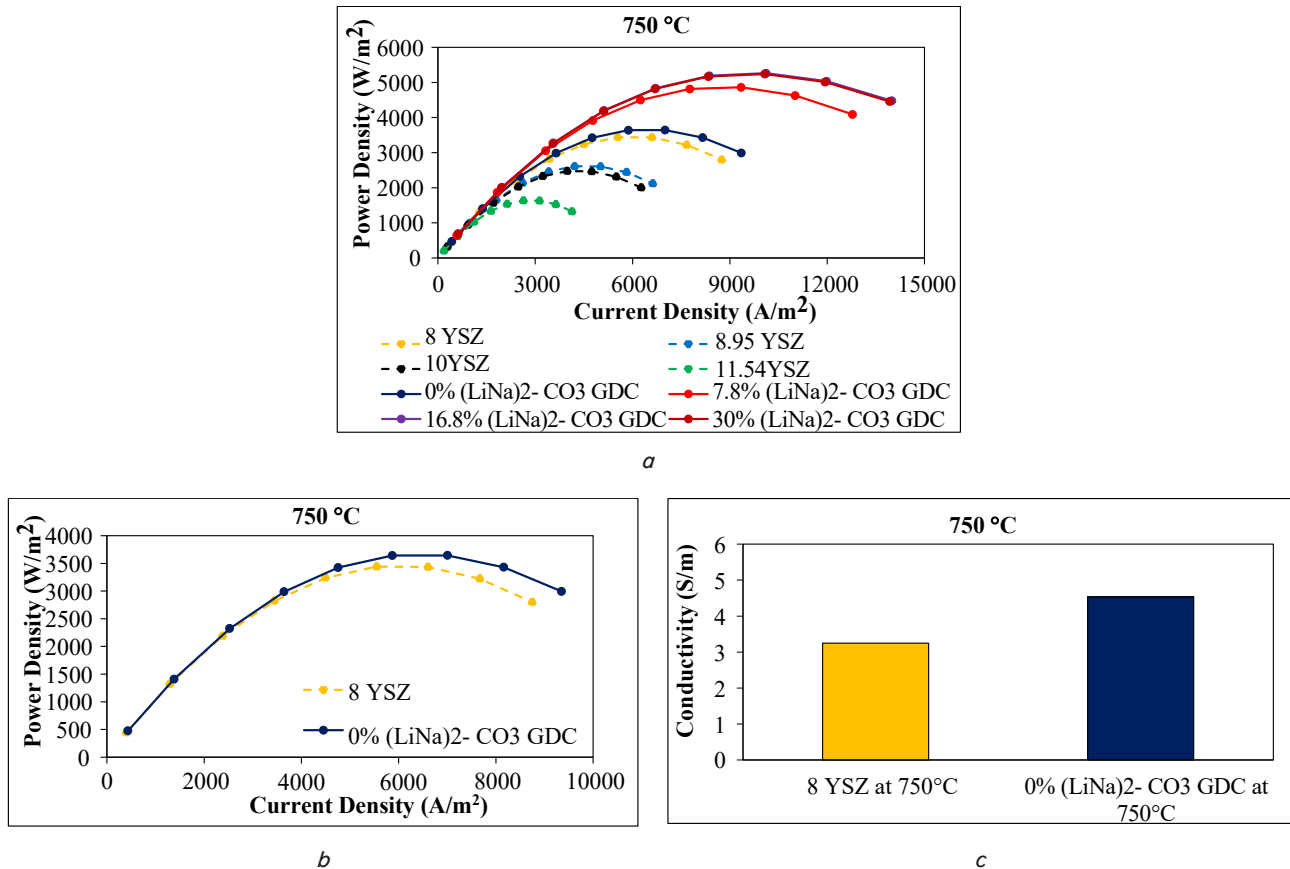 750 °C
Power Density (W/m²)
6000
5000
4000
3000
2000
1000
0
0 3000 6000 9000 12000 15000
Current Density (A/m²)
8 YSZ 8.95 YSZ
10YSZ 11.54YSZ
0% (LiNa)2- CO3 GDC 7.8% (LiNa)2- CO3 GDC
16.8% (LiNa)2- CO3 GDC 30% (LiNa)2- CO3 GDC
a
750 °C
Power Density (W/m²)
4000
3500
3000
2500
2000
1500
1000
500
0
0 2000 4000 6000 8000 10000
Current Density (A/m²)
8 YSZ
0% (LiNa)2- CO3 GDC
b
750 °C
Conductivity (S/m)
6
5
4
3
2
1
0
8 YSZ at 750°C
0% (LiNa)2- CO3 GDC at
750°C
c